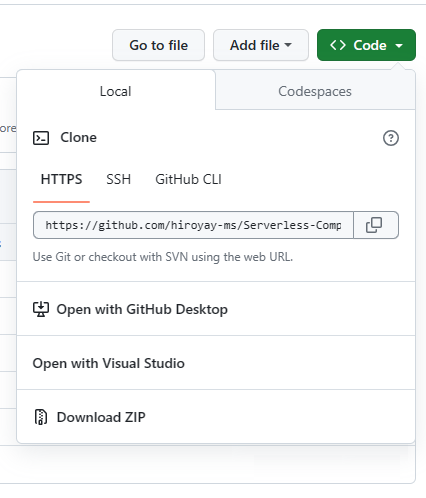 Go to file
Add file
<> Code
Local
Codespaces
Clone
HTTPS
SSH
GitHub CLI
https://github.com/hiroyay-ms/Serverless-Comp
Use Git or checkout with SVN using the web URL.
Open with GitHub Desktop
Open with Visual Studio
Download ZIP